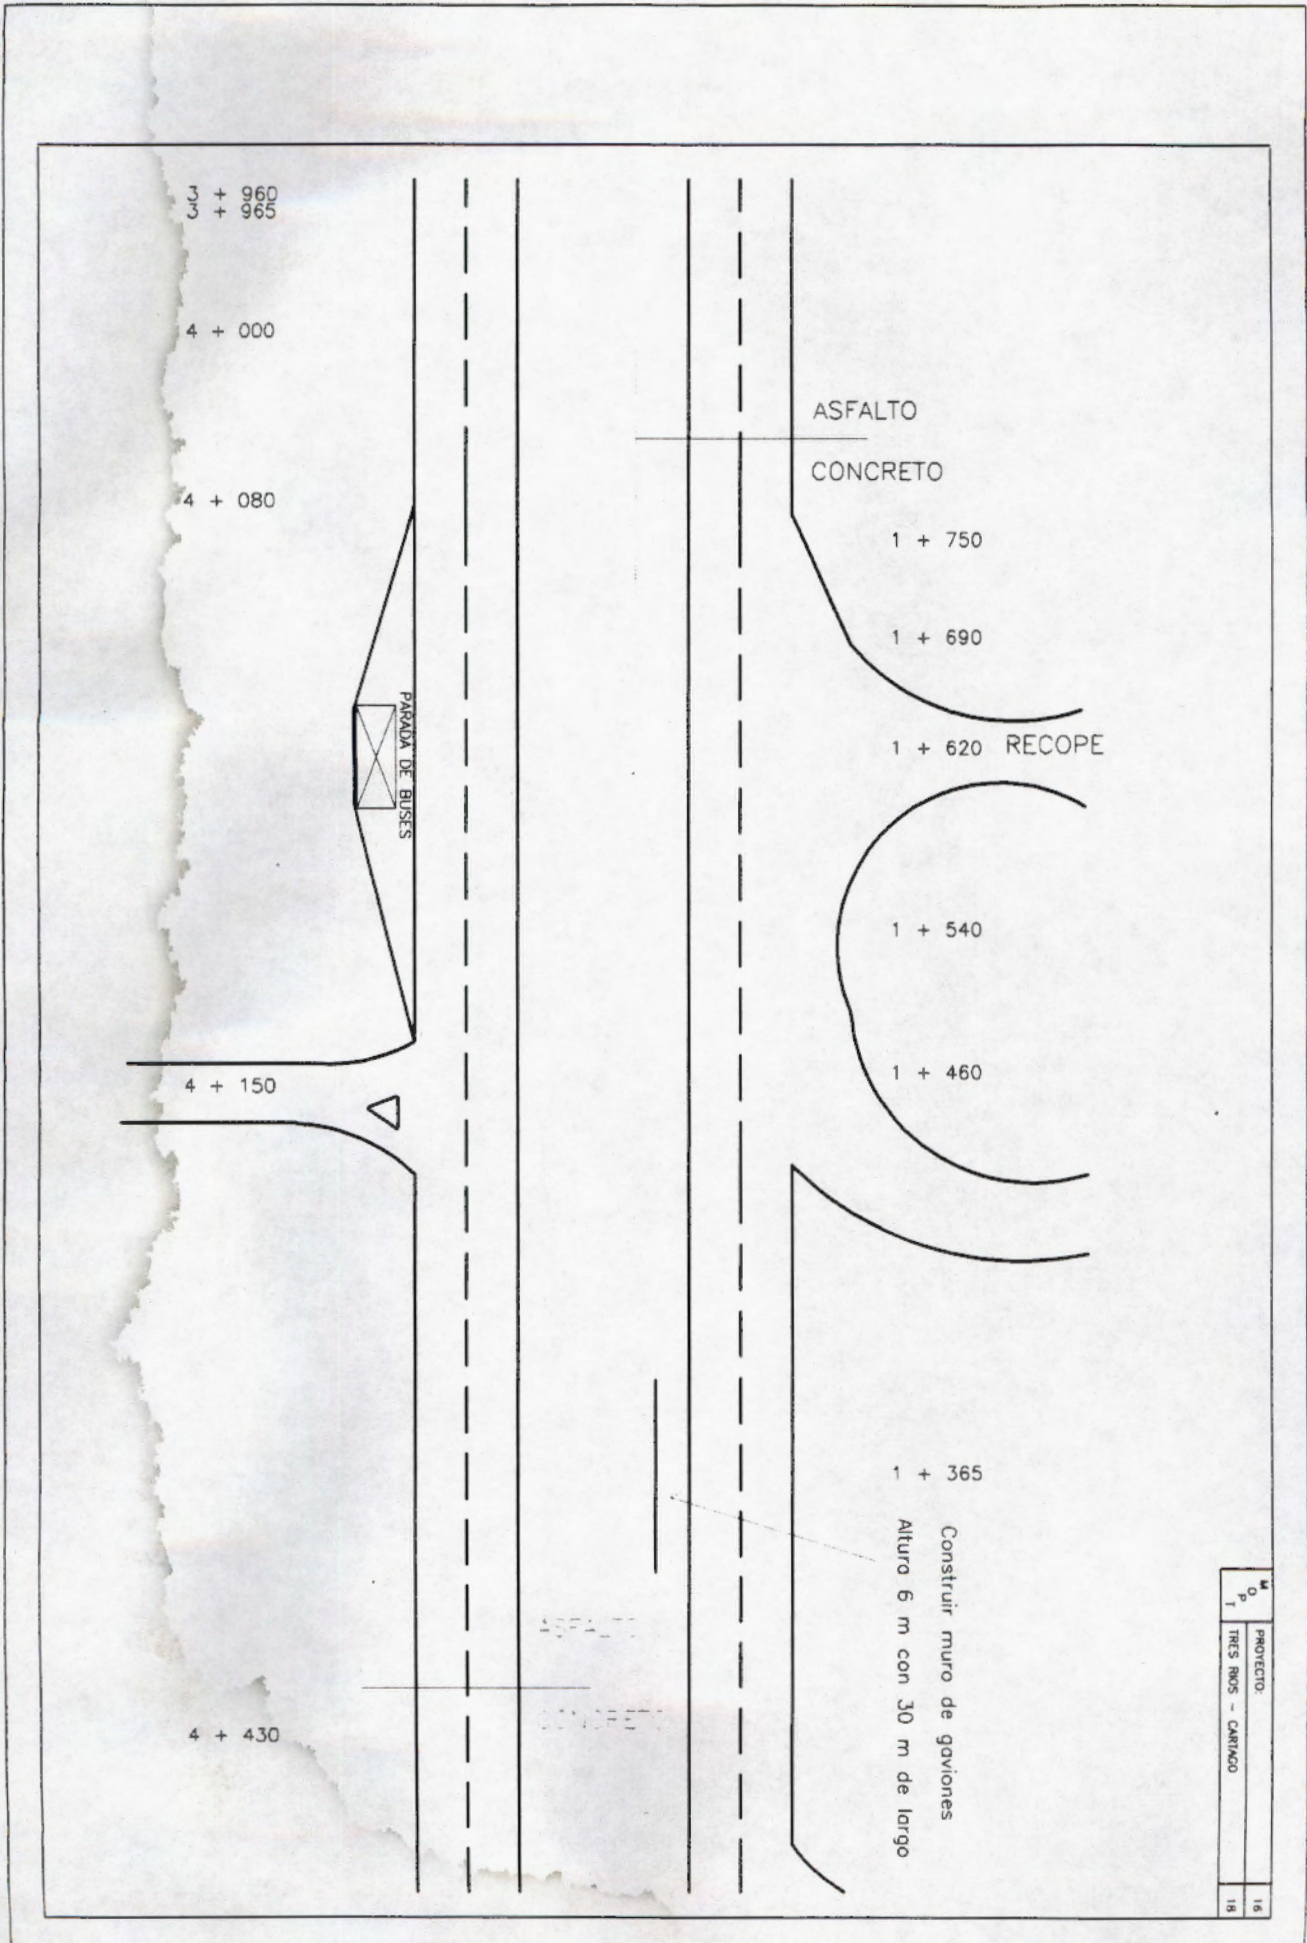 3 + 960
3 + 965
4 + 000
4 + 080
PARADA DE BUSES
4 + 150
4 + 430
ASFALTO
CONCRETO
1 + 750
1 + 690
1 + 620 RECOPE
1 + 540
1 + 460
1 + 365
Construir muro de gaviones
Altura 6 m con 30 m de largo
ASFALTO
M O P T
PROYECTO:
TRES RIOS - CARTAGO
16
18